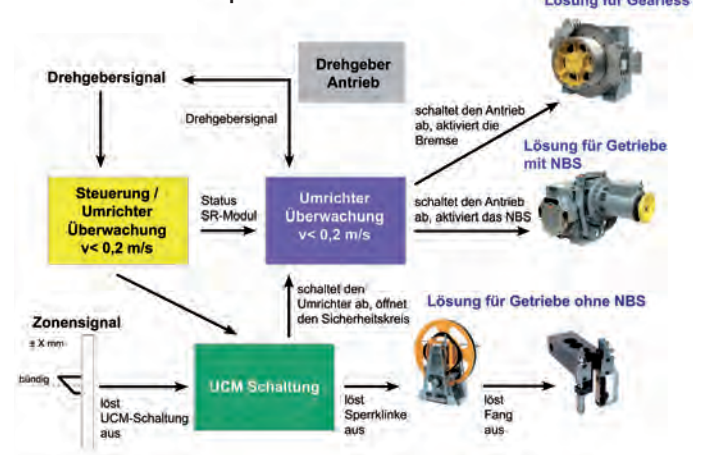 Lösung für Gearless
Drehgebersignal
Drehgeber
Antrieb
Drehgebersignal
schaltet den Antrieb
ab, aktiviert die
Bremse
Lösung für Getriebe
mit NBS
Steuerung /
Umrichter
Überwachung
v< 0,2 m/s
Status
SR-Modul
Umrichter
Überwachung
v< 0,2 m/s
schaltet den Antrieb
ab, aktiviert das NBS
schaltet den
Umrichter ab, öffnet
den Sicherheitskreis
Lösung für Getriebe ohne NBS
Zonensignal
± X mm
bündig
löst
UCM-Schaltung
aus
UCM Schaltung
löst
Sperrklinke
aus
löst
Fang
aus